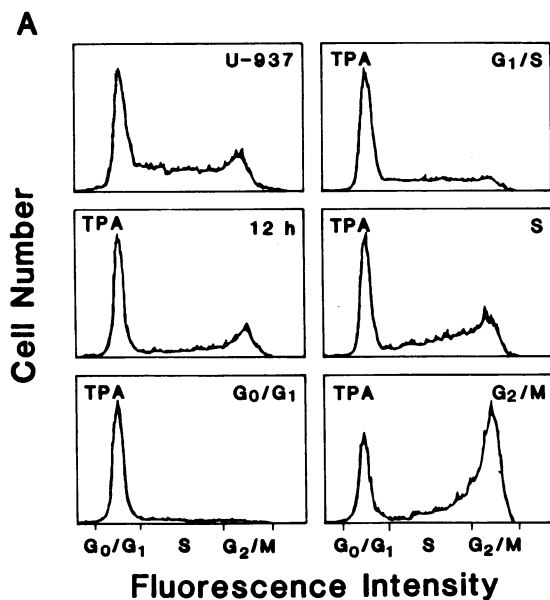 A
U-937
TPA G1/S
TPA 12 h
TPA S
TPA G0/G1
TPA G2/M
Cell Number
G0/G1 S G2/M G0/G1 S G2/M
Fluorescence Intensity